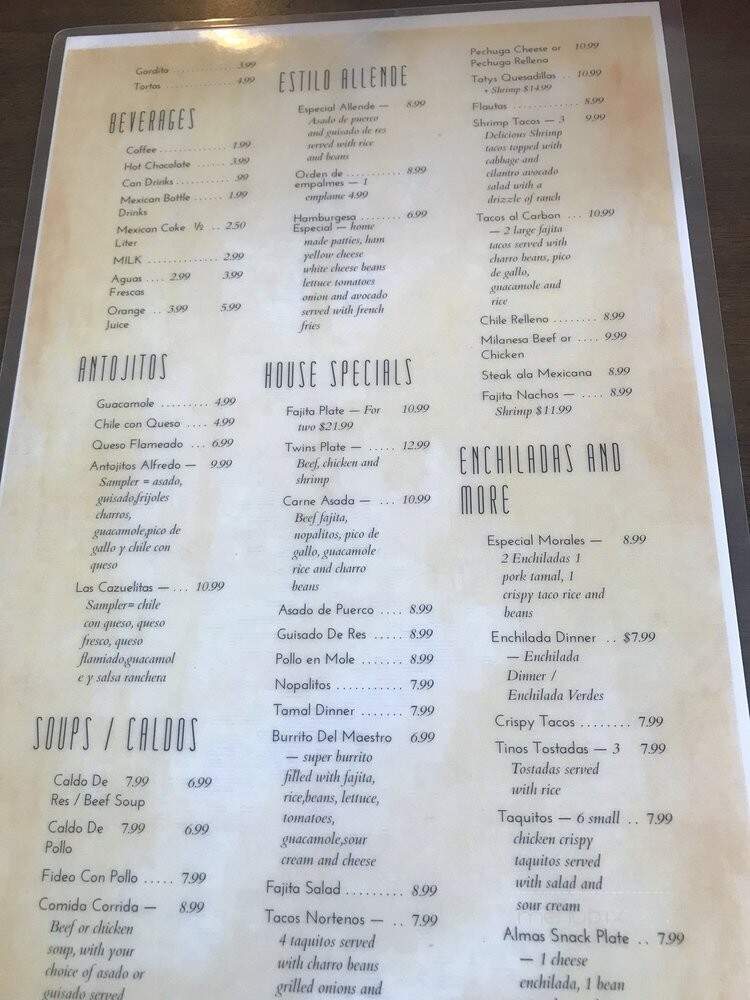 Gordita ........ 3.99
Tortas ........ 4.99
BEVERAGES
Coffee ........ 1.99
Hot Chocolate ...... 3.99
Can Drinks ........ .99
Mexican Bottle ..... 1.99
Drinks
Mexican Coke ½ .. 2.50
Liter
MILK ........ 2.99
Aguas .... 2.99 3.99
Frescas
Orange .. 3.99 5.99
Juice
ANTOJITOS
Guacamole ......... 4.99
Chile con Queso .... 4.99
Queso Flameado ... 6.99
Antojitos Alfredo — 9.99
Sampler = asado,
guisado,frijoles
charros,
guacamole,pico de
gallo y chile con
queso
Las Cazuelitas — ... 10.99
Sampler= chile
con queso, queso
fresco, queso
flamiado,guacamol
e y salsa ranchera
SOUPS / CALDOS
Caldo De 7.99 6.99
Res / Beef Soup
Caldo De 7.99 6.99
Pollo
Fideo Con Pollo ..... 7.99
Comida Corrida — 8.99
Beef or chicken
soup, with your
choice of asado or
guisado served
ESTILO ALLENDE
Especial Allende — 8.99
Asado de puerco
and guisado de res
served with rice
and beans
Orden de ........ 8.99
empalmes — 1
emplame 4.99
Hamburgesa ........ 6.99
Especial — home
made patties, ham
yellow cheese
white cheese beans
lettuce tomatoes
onion and avocado
served with french
fries
HOUSE SPECIALS
Fajita Plate — For 10.99
two $21.99
Twins Plate — ..... 12.99
Beef, chicken and
shrimp
Carne Asada — ... 10.99
Beef fajita,
nopalitos, pico de
gallo, guacamole
rice and charro
beans
Asado de Puerco .... 8.99
Guisado De Res ..... 8.99
Pollo en Mole ....... 8.99
Nopalitos ........... 7.99
Tamal Dinner ....... 7.99
Burrito Del Maestro 6.99
— super burrito
filled with fajita,
rice,beans, lettuce,
tomatoes,
guacamole,sour
cream and cheese
Fajita Salad ......... 8.99
Tacos Nortenos — .. 7.99
4 taquitos served
with charro beans
grilled onions and
Pechuga Cheese or 10.99
Pechuga Rellena
Tatys Quesadillas .. 10.99
+ Shrimp $14.99
Flautas ............ 8.99
Shrimp Tacos — 3 9.99
Delicious Shrimp
tacos topped with
cabbage and
cilantro avocado
salad with a
drizzle of ranch
Tacos al Carbon ... 10.99
— 2 large fajita
tacos served with
charro beans, pico
de gallo,
guacamole and
rice
Chile Relleno ........ 8.99
Milanesa Beef or .... 9.99
Chicken
Steak ala Mexicana 8.99
Fajita Nachos — .... 8.99
Shrimp $11.99
ENCHILADAS AND
MORE
Especial Morales — 8.99
2 Enchiladas 1
pork tamal, 1
crispy taco rice and
beans
Enchilada Dinner .. $7.99
— Enchilada
Dinner /
Enchilada Verdes
Crispy Tacos ........ 7.99
Tinos Tostadas — 3 7.99
Tostadas served
with rice
Taquitos — 6 small .. 7.99
chicken crispy
taquitos served
with salad and
sour cream
Almas Snack Plate .. 7.99
— 1 cheese
enchilada, 1 bean